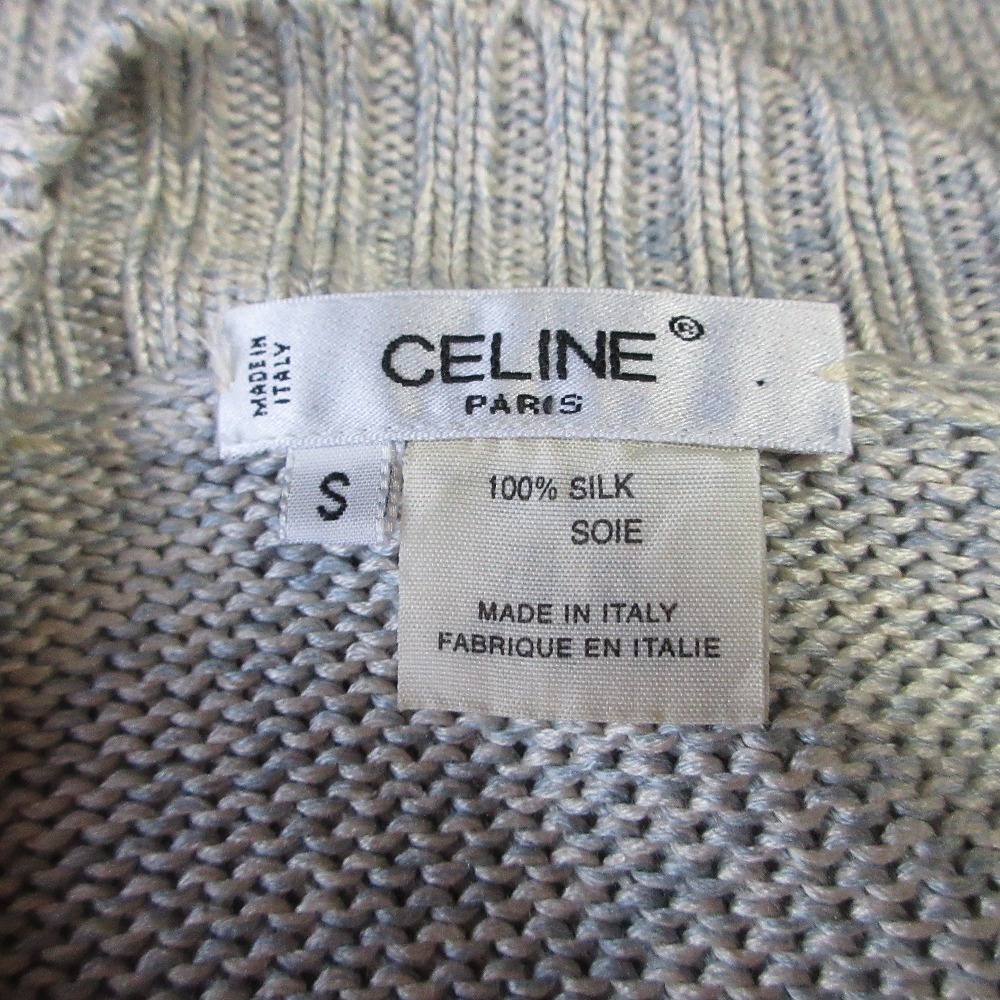 MADE IN
ITALY
CELINE®
PARIS
S
100% SILK
SOIE
MADE IN ITALY
FABRIQUE EN ITALIE